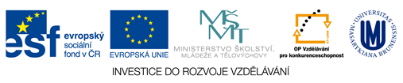 esf evropský sociální fond v ČR
EVROPSKÁ UNIE
MINISTERSTVO ŠKOLSTVÍ, MLÁDEŽE A TĚLOVÝCHOVY
OP Vzdělávání pro konkurenceschopnost
UNIVERSITAS MASARYKIANA BRUNENSIS
INVESTICE DO ROZVOJE VZDĚLÁVÁNÍ